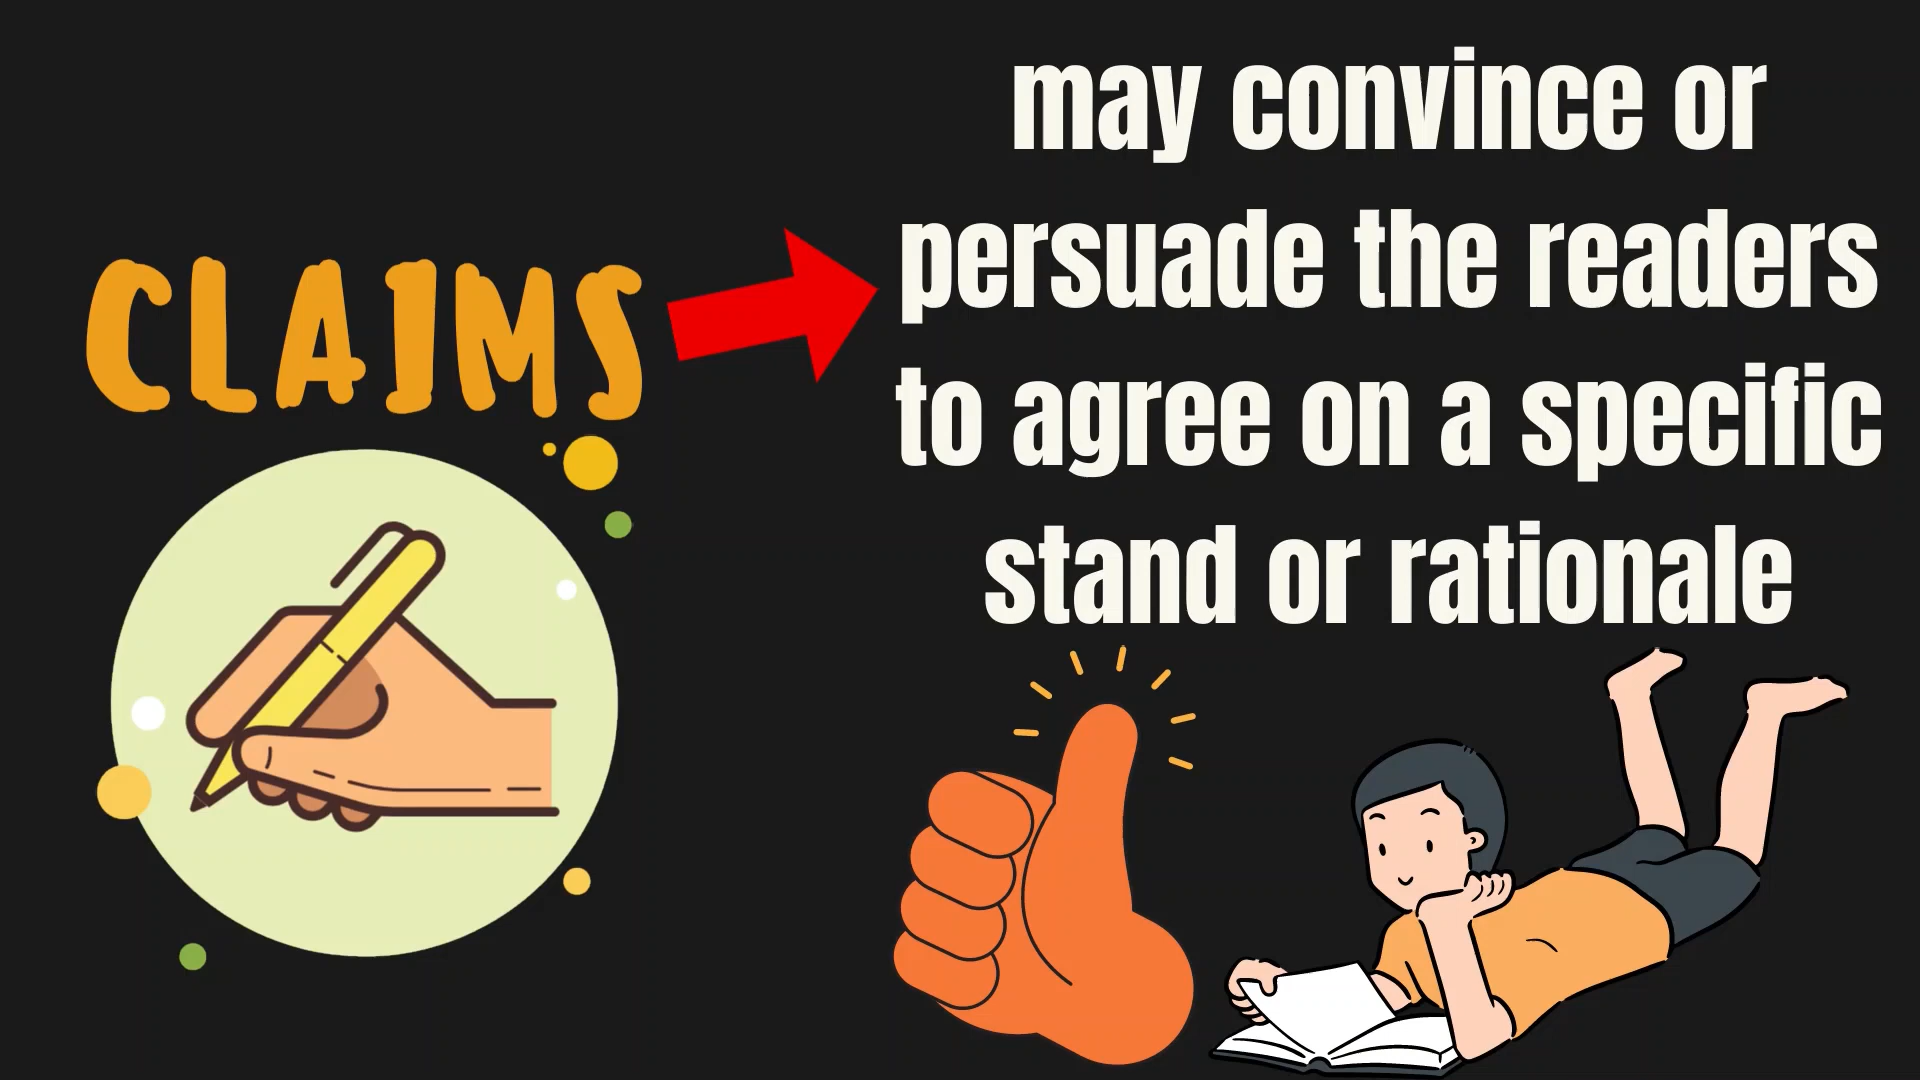 CLAIMS
may convince or
persuade the readers
to agree on a specific
stand or rationale